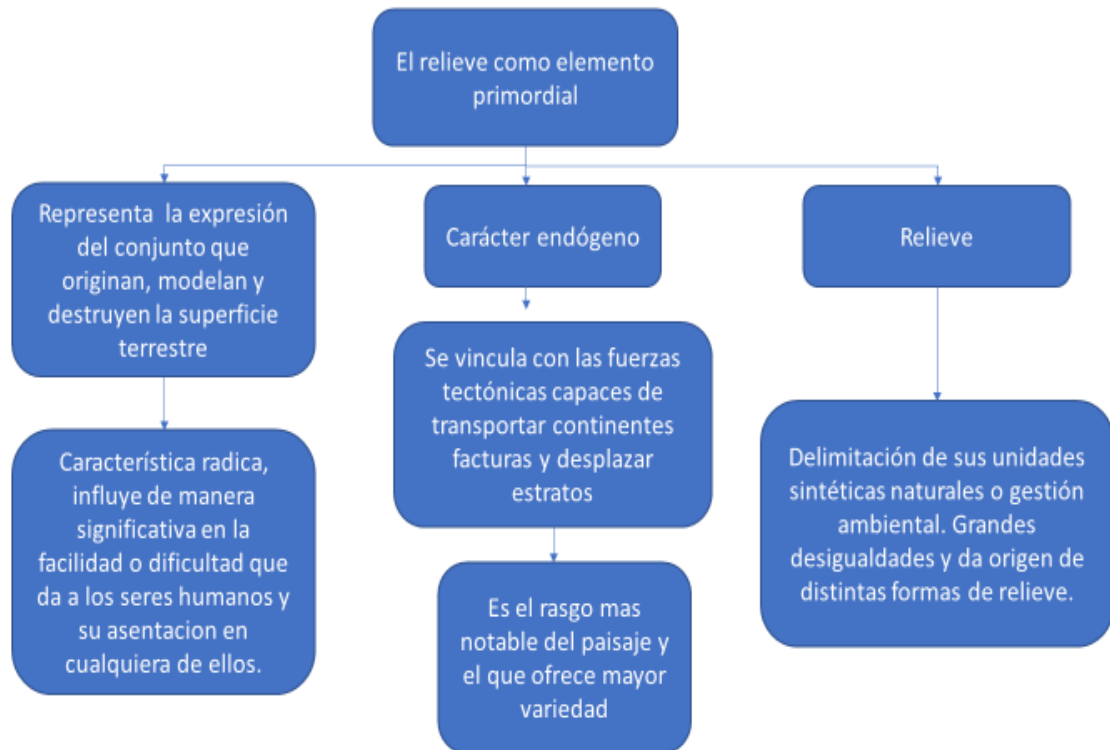 El relieve como elemento
primordial
Representa la expresión
del conjunto que
originan, modelan y
destruyen la superficie
terrestre
Característica radica,
influye de manera
significativa en la
facilidad o dificultad que
da a los seres humanos y
su asentacion en
cualquiera de ellos.
Carácter endógeno
Se vincula con las fuerzas
tectónicas capaces de
transportar continentes
facturas y desplazar
estratos
Es el rasgo mas
notable del paisaje y
el que ofrece mayor
variedad
Relieve
Delimitación de sus unidades
sintéticas naturales o gestión
ambiental. Grandes
desigualdades y da origen de
distintas formas de relieve.